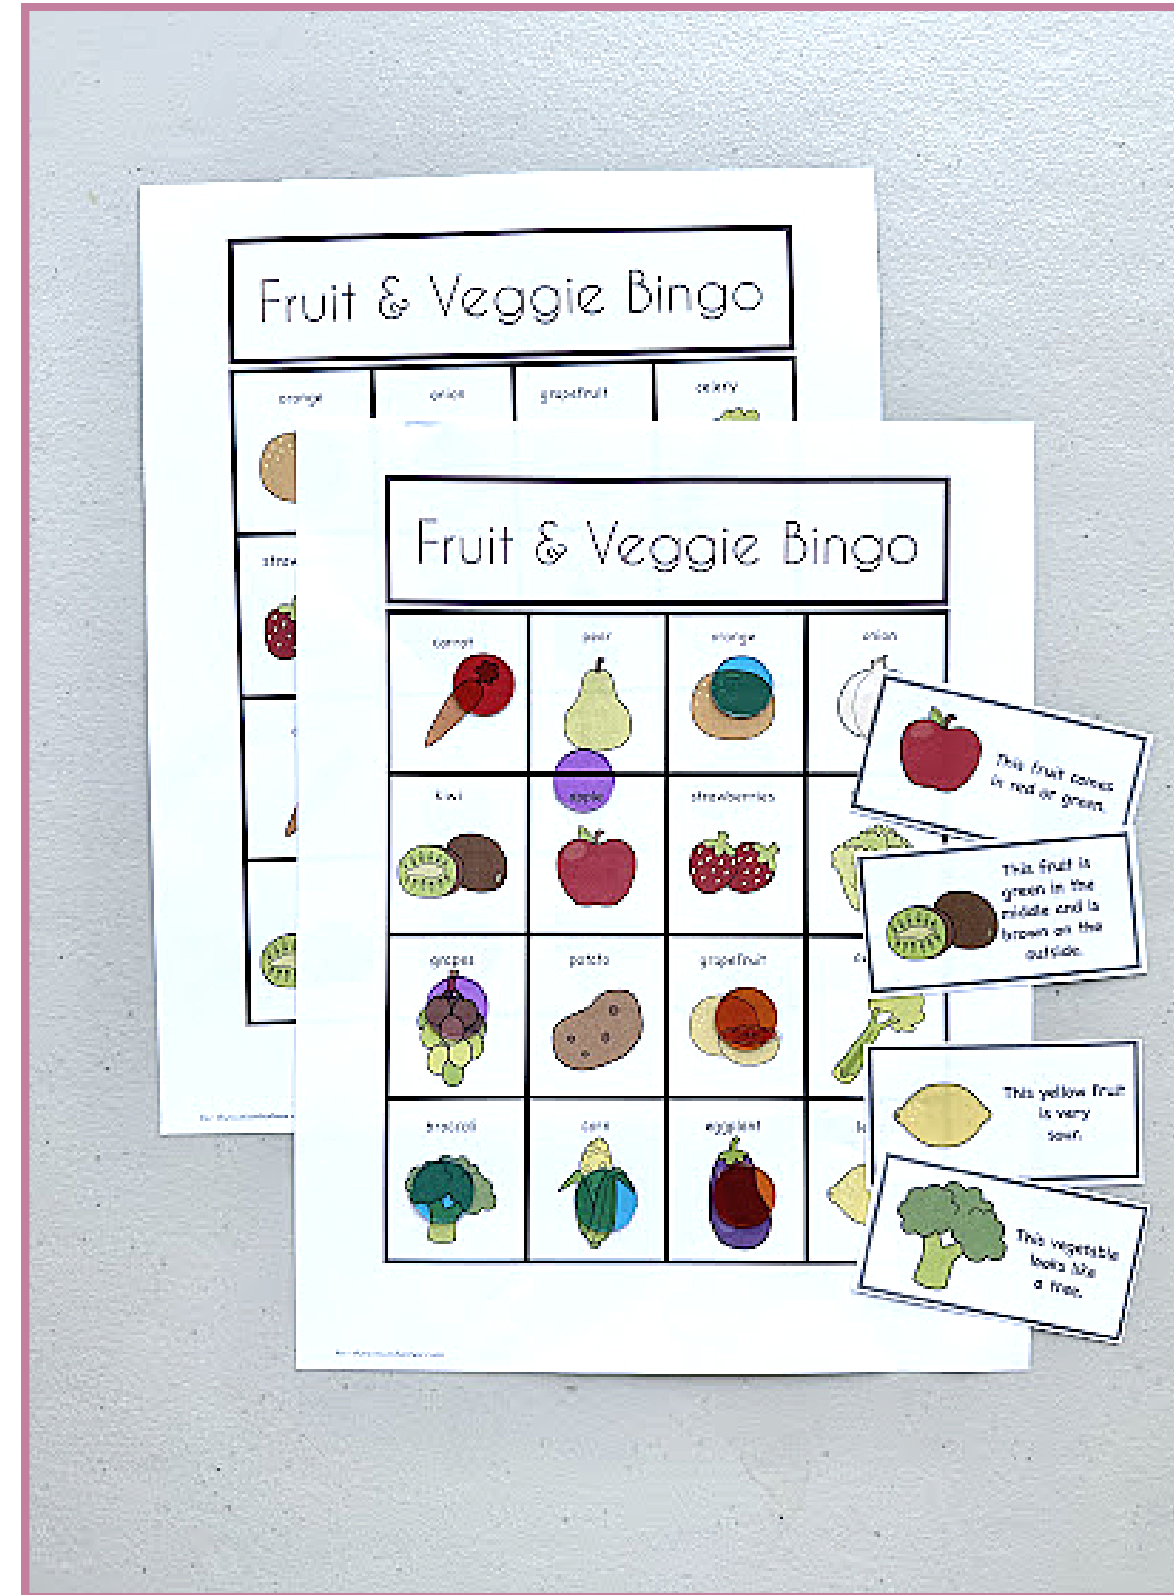 Fruit & Veggie Bingo
orange onion grapefruit celery
Fruit & Veggie Bingo
carrot pear orange onion
kiwi apple strawberries
grapes potato grapefruit
broccoli corn eggplant
This fruit comes
in red or green.
This fruit is
green in the
middle and is
brown on the
outside.
This yellow fruit
is very
sour.
This vegetable
looks like
a tree.